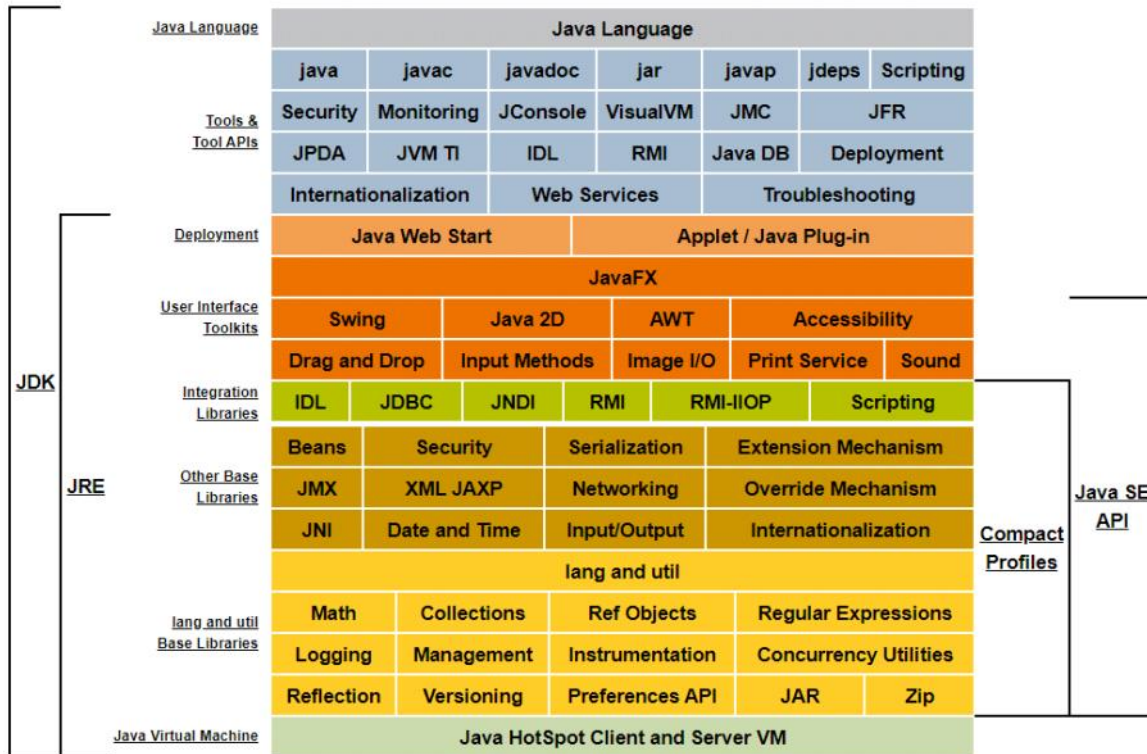 Java Language Java Language
java javac javadoc jar javap jdeps Scripting
Security Monitoring JConsole VisualVM JMC JFR
Tools &
Tool APIs
JPDA JVM TI IDL RMI Java DB Deployment
Internationalization Web Services Troubleshooting
Deployment Java Web Start Applet / Java Plug-in
JavaFX
User Interface
Toolkits
Swing Java 2D AWT Accessibility
Drag and Drop Input Methods Image I/O Print Service Sound
JDK
Integration
Libraries
IDL JDBC JNDI RMI RMI-IIOP Scripting
Beans Security Serialization Extension Mechanism
JRE
Other Base
Libraries
JMX XML JAXP Networking Override Mechanism
Java SE
API
JNI Date and Time Input/Output Internationalization
Compact
Profiles
lang and util
Math Collections Ref Objects Regular Expressions
lang and util
Base Libraries
Logging Management Instrumentation Concurrency Utilities
Reflection Versioning Preferences API JAR Zip
Java Virtual Machine Java HotSpot Client and Server VM